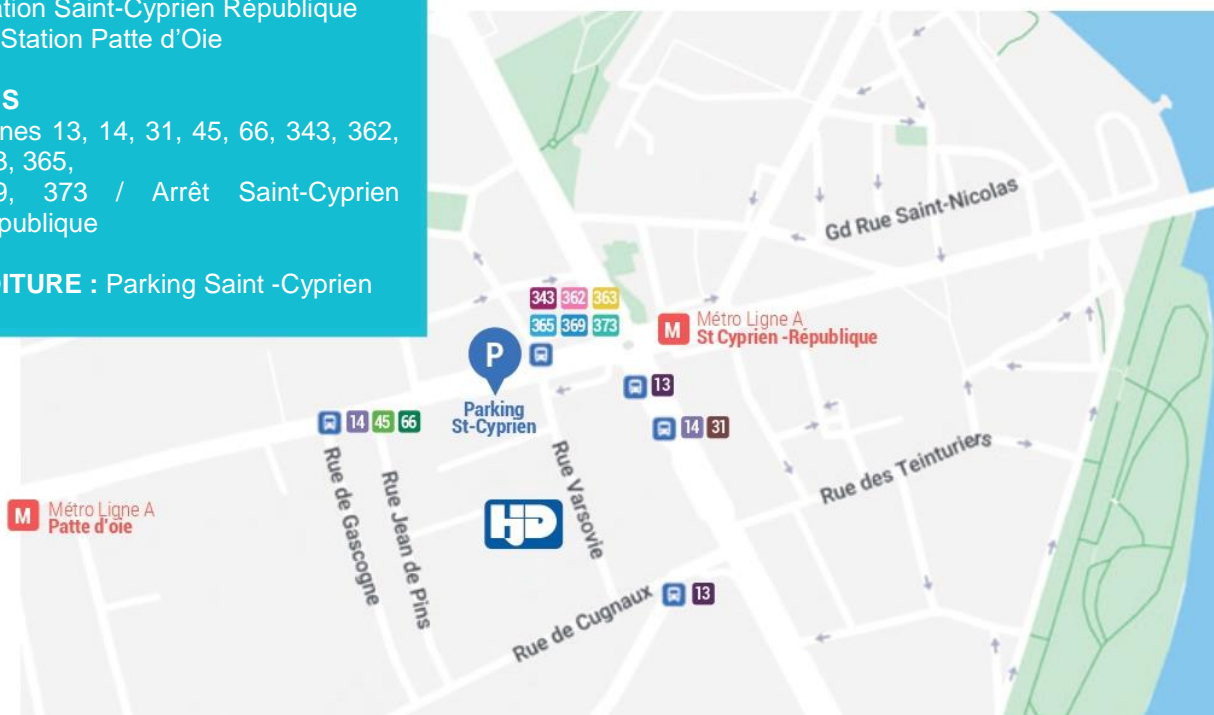 ation Saint-Cyprien République
Station Patte d'Oie
S
nes 13, 14, 31, 45, 66, 343, 362,
3, 365,
9, 373 / Arrêt Saint-Cyprien
publique
OITURE : Parking Saint -Cyprien
Gd Rue Saint-Nicolas
343 362 363
365 369 373
M Métro Ligne A
St Cyprien -République
P
Parking
St-Cyprien
13
14 45 66
14 31
Rue de Gascogne
Rue Jean de Pins
Rue Varsovie
Rue des Teinturiers
M Métro Ligne A
Patte d'oie
HJD
Rue de Cugnaux
13